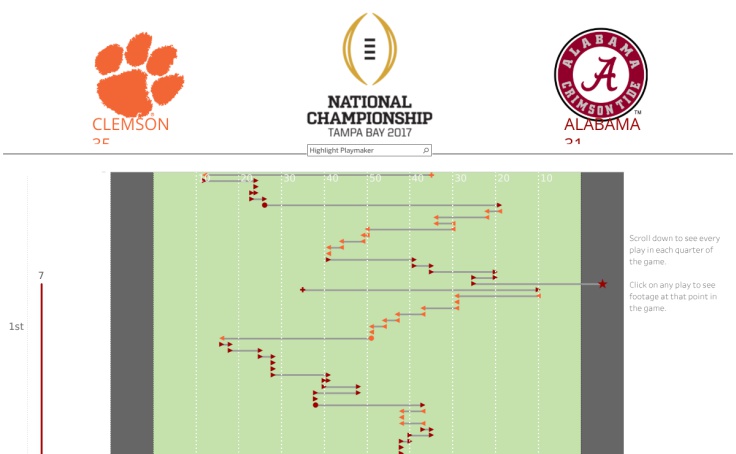 ALABAMA
A
CRIMSON TIDE
TM
NATIONAL
CHAMPIONSHIP
TAMPA BAY 2017
CLEMSON
35
ALABAMA
31
Highlight Playmaker
:30
:40
:50
:40
:30
:20
:10
Scroll down to see every
play in each quarter of
the game.
Click on any play to see
footage at that point in
the game.
7
1st